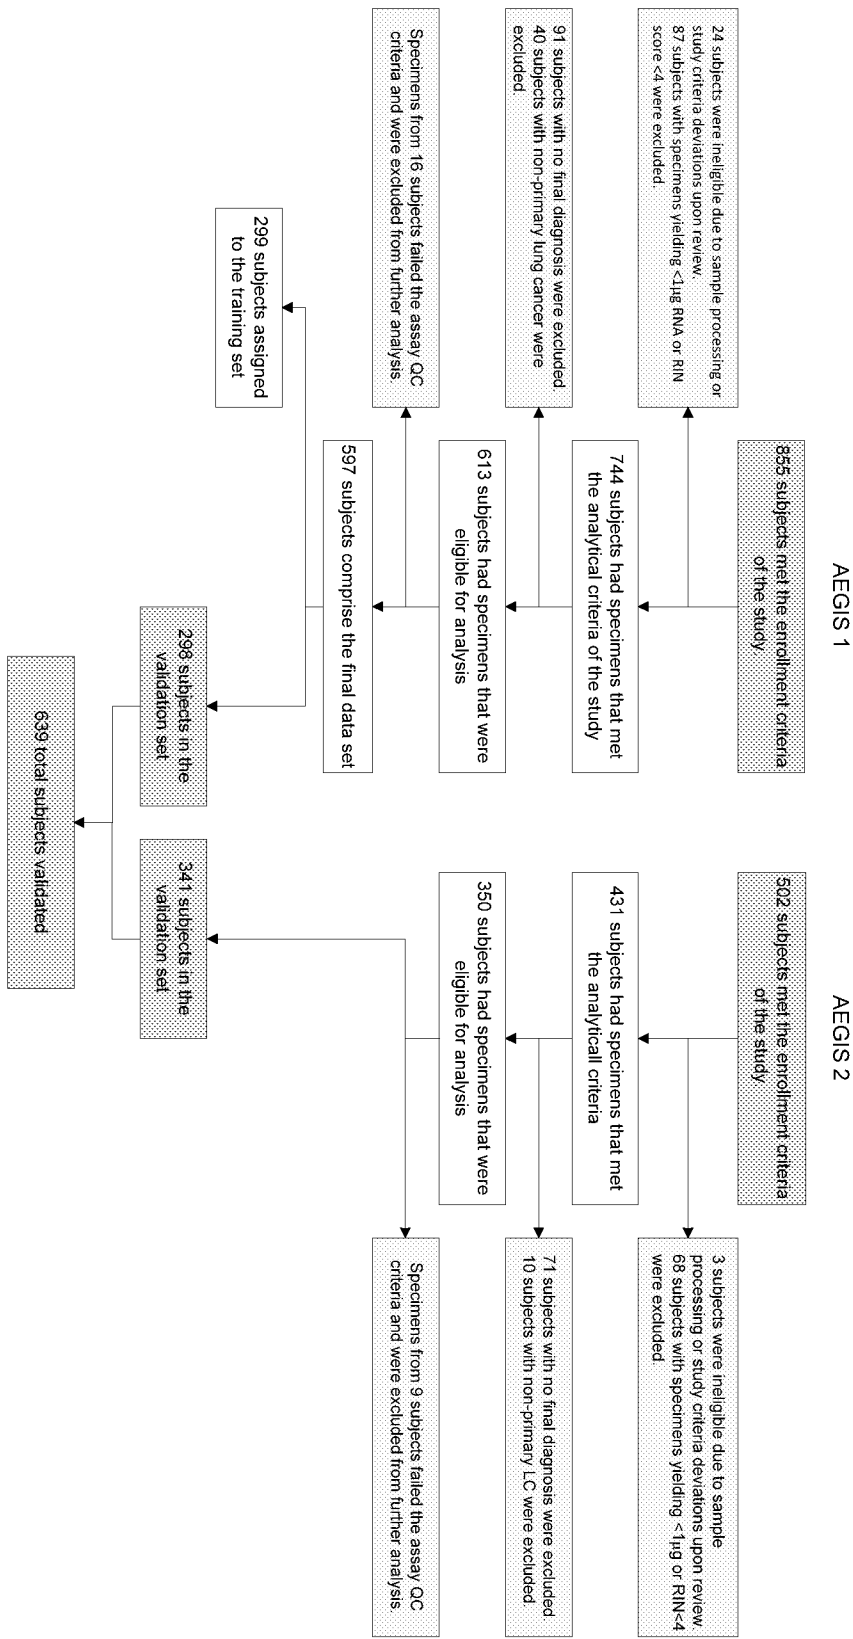 AEGIS 1
855 subjects met the enrollment criteria
of the study
24 subjects were ineligible due to sample processing or
study criteria deviations upon review.
87 subjects with specimens yielding <1µg RNA or RIN
score <4 were excluded.
744 subjects had specimens that met
the analytical criteria of the study
91 subjects with no final diagnosis were excluded.
40 subjects with non-primary lung cancer were
excluded.
613 subjects had specimens that were
eligible for analysis
Specimens from 16 subjects failed the assay QC
criteria and were excluded from further analysis.
597 subjects comprise the final data set
299 subjects assigned
to the training set
298 subjects in the
validation set
AEGIS 2
502 subjects met the enrollment criteria
of the study
3 subjects were ineligible due to sample
processing or study criteria deviations upon review.
68 subjects with specimens yielding <1µg or RIN<4
were excluded.
431 subjects had specimens that met
the analyticall criteria
71 subjects with no final diagnosis were excluded.
10 subjects with non-primary LC were excluded.
350 subjects had specimens that were
eligible for analysis
Specimens from 9 subjects failed the assay QC
criteria and were excluded from further analysis.
341 subjects in the
validation set
639 total subjects validated